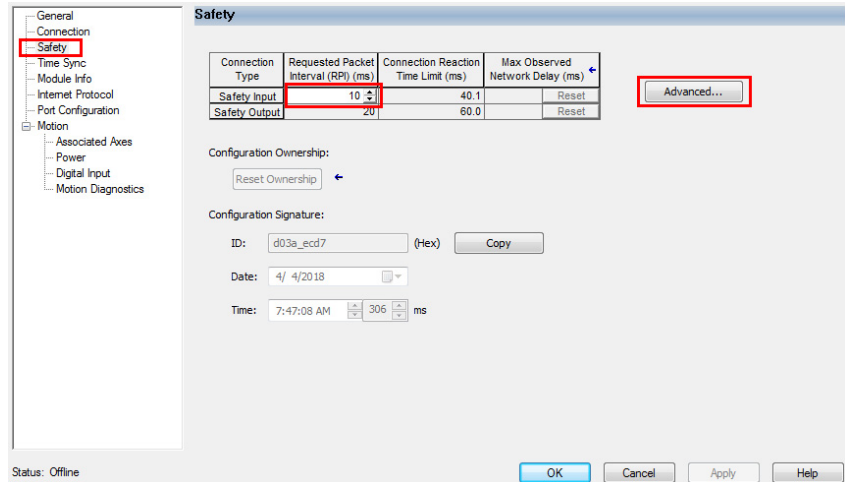 General
Connection
Safety
Time Sync
Module Info
Internet Protocol
Port Configuration
Motion
Associated Axes
Power
Digital Input
Motion Diagnostics
Safety
Connection Type Requested Packet Interval (RPI) (ms) Connection Reaction Time Limit (ms) Max Observed Network Delay (ms)
Safety Input 10 40.1 Reset
Safety Output 20 60.0 Reset
Advanced...
Configuration Ownership:
Reset Ownership
Configuration Signature:
ID: d03a_ecd7 (Hex) Copy
Date: 4/ 4/2018
Time: 7:47:08 AM 306 ms
Status: Offline
OK Cancel Apply Help